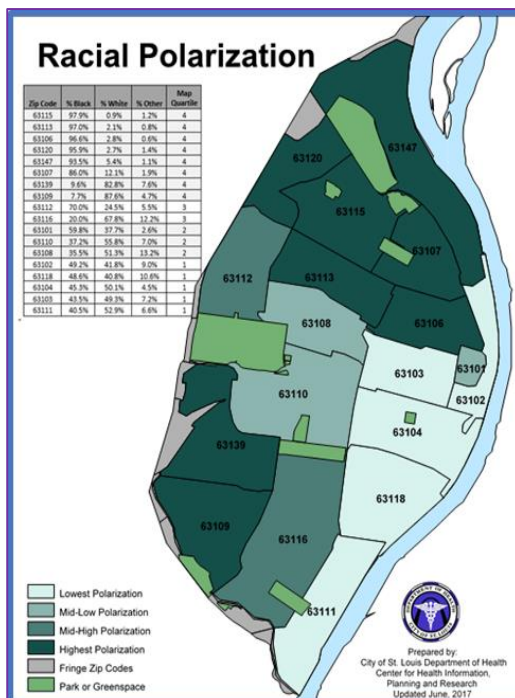 Racial Polarization
Zip Code % Black % White % Other Map Quartile
63115 97.9% 0.9% 1.2% 4
63113 97.0% 2.1% 0.8% 4
63106 96.6% 2.8% 0.6% 4
63120 95.9% 2.7% 1.4% 4
63147 93.5% 5.4% 1.1% 4
63107 86.0% 12.1% 1.9% 4
63139 9.6% 82.8% 7.6% 4
63109 7.7% 87.6% 4.7% 4
63112 70.0% 24.5% 5.5% 3
63116 20.0% 67.8% 12.2% 3
63101 59.8% 37.7% 2.6% 2
63110 37.2% 55.8% 7.0% 2
63108 35.5% 51.3% 13.2% 2
63102 49.2% 41.8% 9.0% 1
63118 48.6% 40.8% 10.6% 1
63104 45.3% 50.1% 4.5% 1
63103 43.5% 49.3% 7.2% 1
63111 40.5% 52.9% 6.6% 1
63147
63120
63115
63107
63112
63113
63108
63106
63103
63101
63102
63110
63104
63139
63118
63109
63116
63111
Lowest Polarization
Mid-Low Polarization
Mid-High Polarization
Highest Polarization
Fringe Zip Codes
Park or Greenspace
DEPARTMENT OF HEALTH
CITY OF ST. LOUIS
Prepared by:
City of St. Louis Department of Health
Center for Health Information,
Planning and Research
Updated June, 2017